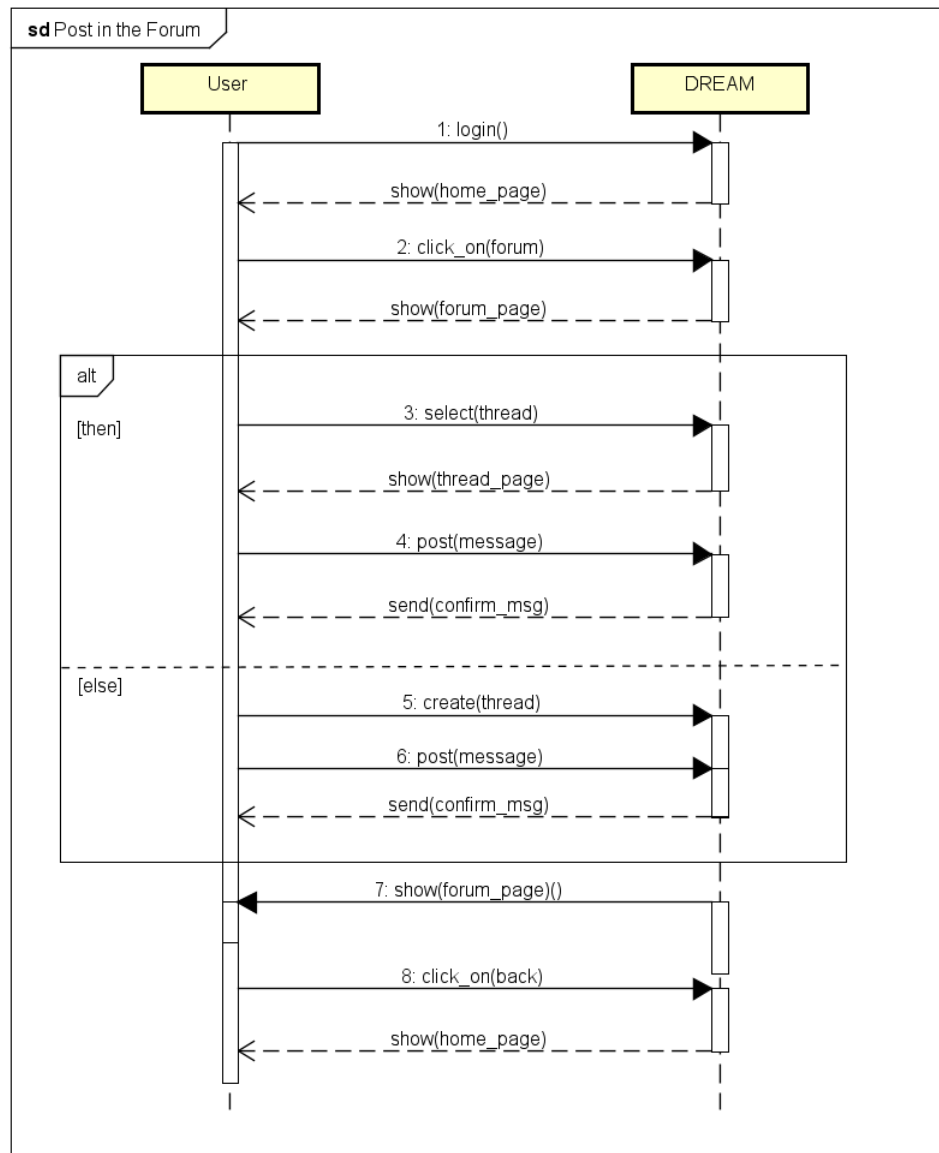 sd Post in the Forum
User
DREAM
1: login()
show(home_page)
2: click_on(forum)
show(forum_page)
alt
3: select(thread)
[then]
show(thread_page)
4: post(message)
send(confirm_msg)
[else]
5: create(thread)
6: post(message)
send(confirm_msg)
7: show(forum_page)()
8: click_on(back)
show(home_page)